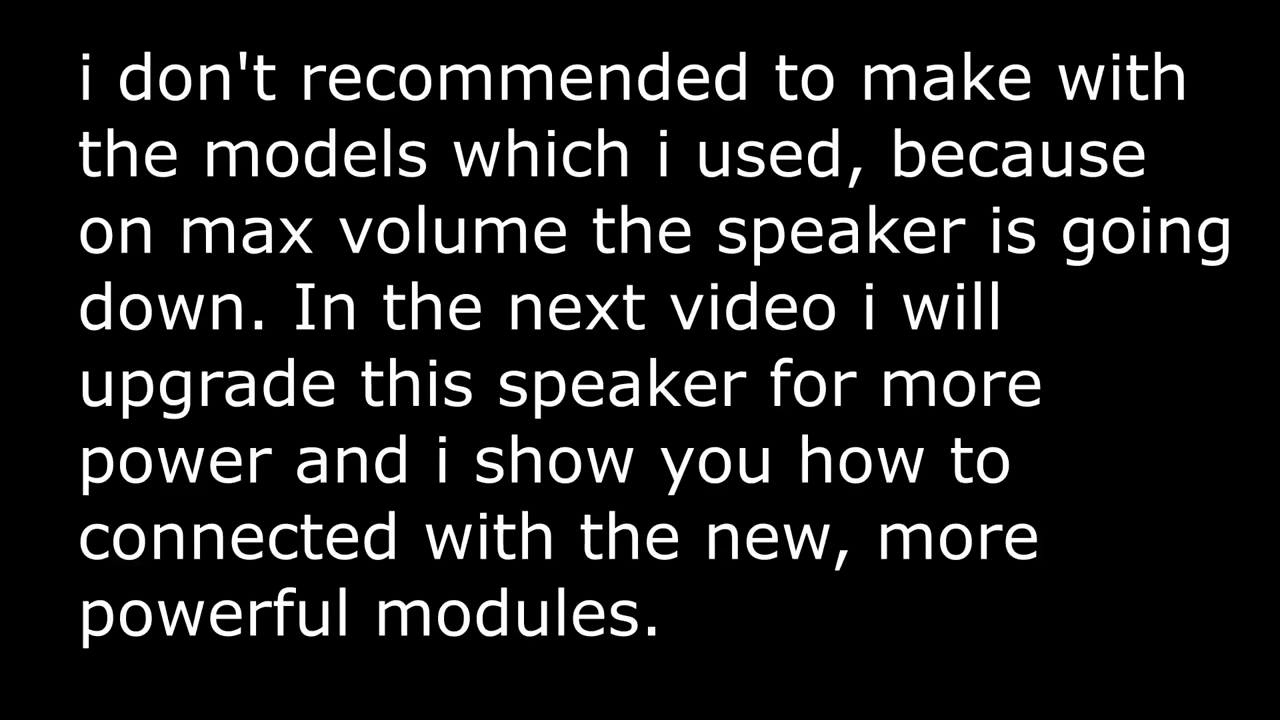 i don't recommended to make with
the models which i used, because
on max volume the speaker is going
down. In the next video i will
upgrade this speaker for more
power and i show you how to
connected with the new, more
powerful modules.